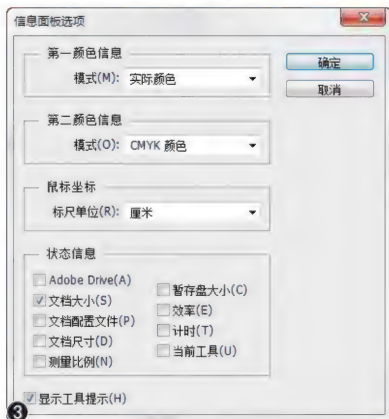 信息面板选项
第一颜色信息
模式(M): 实际颜色
确定
取消
第二颜色信息
模式(O): CMYK 颜色
鼠标坐标
标尺单位(R): 厘米
状态信息
Adobe Drive(A)
文档大小(S)
文档配置文件(P)
文档尺寸(D)
测量比例(N)
暂存盘大小(C)
效率(E)
计时(T)
当前工具(U)
显示工具提示(H)
3